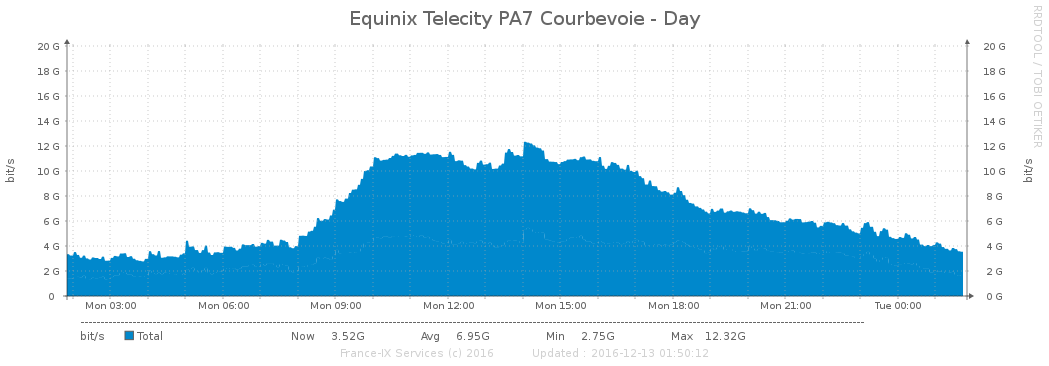 Equinix Telecity PA7 Courbevoie - Day
RRDTOOL / TOBI OETIKER
bit/s
bit/s
20 G 20 G
18 G 18 G
16 G 16 G
14 G 14 G
12 G 12 G
10 G 10 G
8 G 8 G
6 G 6 G
4 G 4 G
2 G 2 G
0 0 G
Mon 03:00 Mon 06:00 Mon 09:00 Mon 12:00 Mon 15:00 Mon 18:00 Mon 21:00 Tue 00:00
bit/s Total Now 3.52G Avg 6.95G Min 2.75G Max 12.32G
France-IX Services (c) 2016 Updated : 2016-12-13 01:50:12